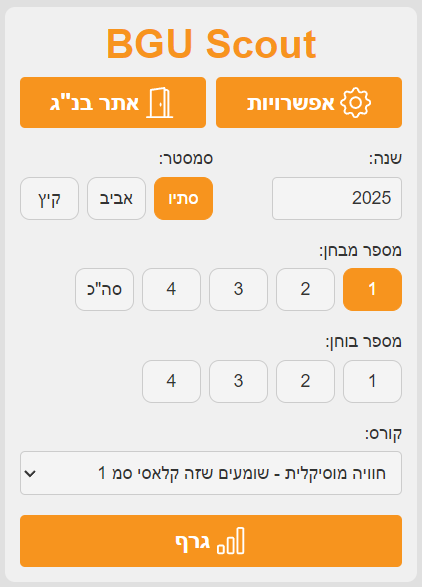 BGU Scout
אפשרויות
אתר בנ"ג
שנה:
סמסטר:
2025
סתיו
אביב
קיץ
מספר מבחן:
1
2
3
4
סה"כ
מספר בוחן:
1
2
3
4
קורס:
חוויה מוסיקלית - שומעים שזה קלאסי סמ 1
גרף